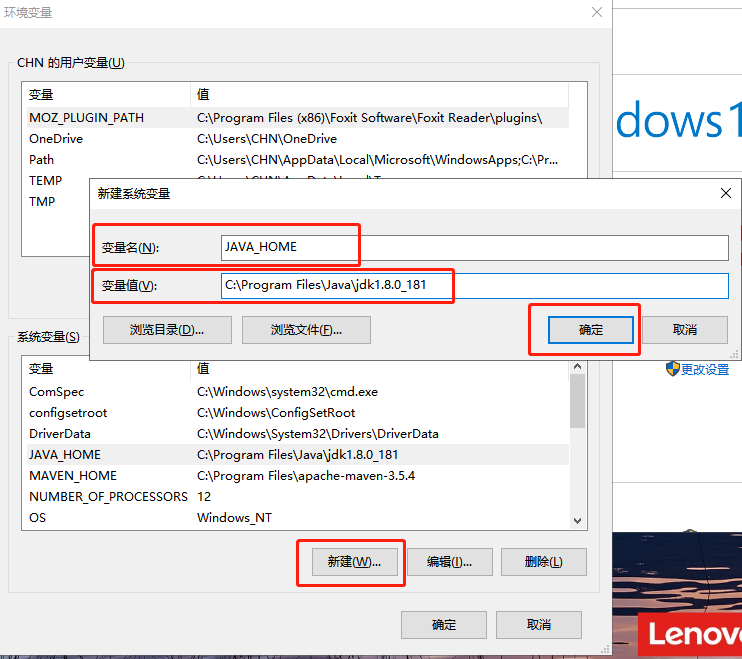 环境变量
CHN 的用户变量(U)
变量 值
MOZ_PLUGIN_PATH C:\Program Files (x86)\Foxit Software\Foxit Reader\plugins\
OneDrive C:\Users\CHN\OneDrive
Path C:\Users\CHN\AppData\Local\Microsoft\WindowsApps;C:\Pr...
TEMP
TMP
dows1
新建系统变量
变量名(N): JAVA_HOME
变量值(V): C:\Program Files\Java\jdk1.8.0_181
浏览目录(D)... 浏览文件(F)... 确定 取消
更改设置
系统变量(S)
变量 值
ComSpec C:\Windows\system32\cmd.exe
configsetroot C:\Windows\ConfigSetRoot
DriverData C:\Windows\System32\Drivers\DriverData
JAVA_HOME C:\Program Files\Java\jdk1.8.0_181
MAVEN_HOME C:\Program Files\apache-maven-3.5.4
NUMBER_OF_PROCESSORS 12
OS Windows_NT
新建(W)... 编辑(I)... 删除(L)
确定 取消
Lenovo